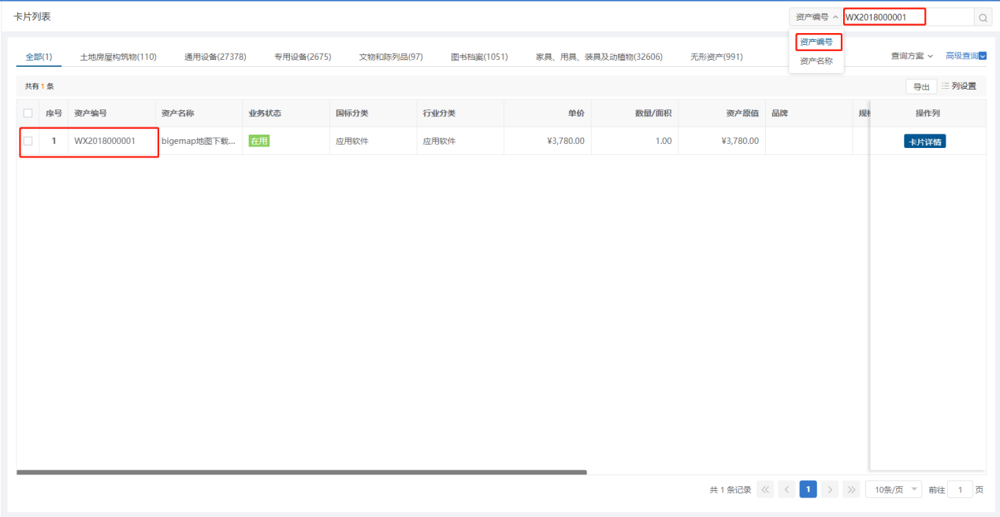 卡片列表
资产编号 WX2018000001
资产编号
资产名称
全部(1) 土地房屋构筑物(110) 通用设备(27378) 专用设备(2675) 文物和陈列品(97) 图书档案(1051) 家具、用具、装具及动植物(32606) 无形资产(991) 查询方案 高级查询
共有 1 条 导出 列设置
序号 资产编号 资产名称 业务状态 国标分类 行业分类 单价 数量/面积 资产原值 品牌 操作列
1 WX2018000001 bigemap地图下载... 在用 应用软件 应用软件 ¥3,780.00 1.00 ¥3,780.00 卡片详情
共 1 条记录 1 10条/页 前往 1 页